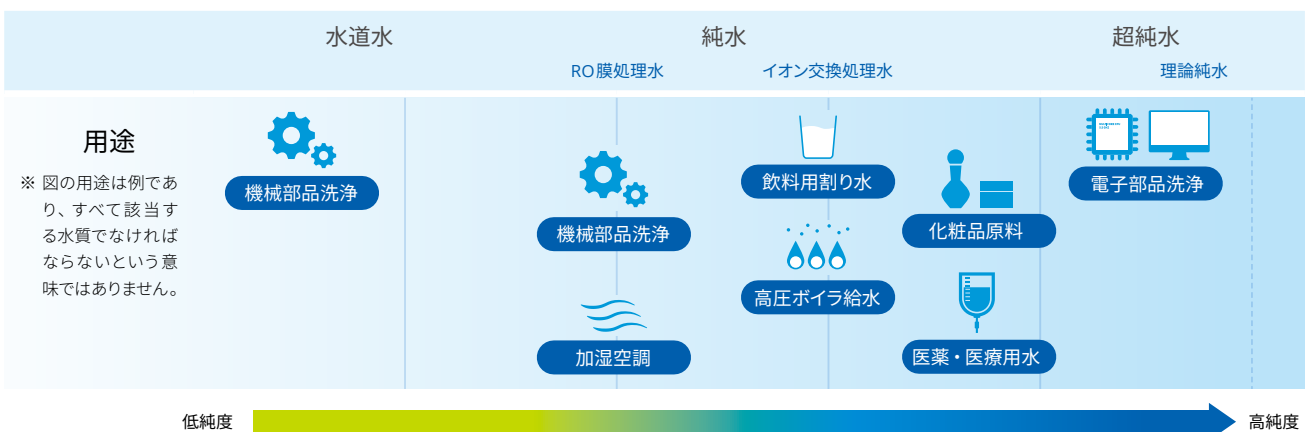 水道水
純水
超純水
RO膜処理水
イオン交換処理水
理論純水
用途
※ 図の用途は例であ
り、すべて該当す
る水質でなければ
ならないという意
味ではありません。
機械部品洗浄
機械部品洗浄
加湿空調
飲料用割り水
高圧ボイラ給水
化粧品原料
医薬・医療用水
電子部品洗浄
低純度
高純度